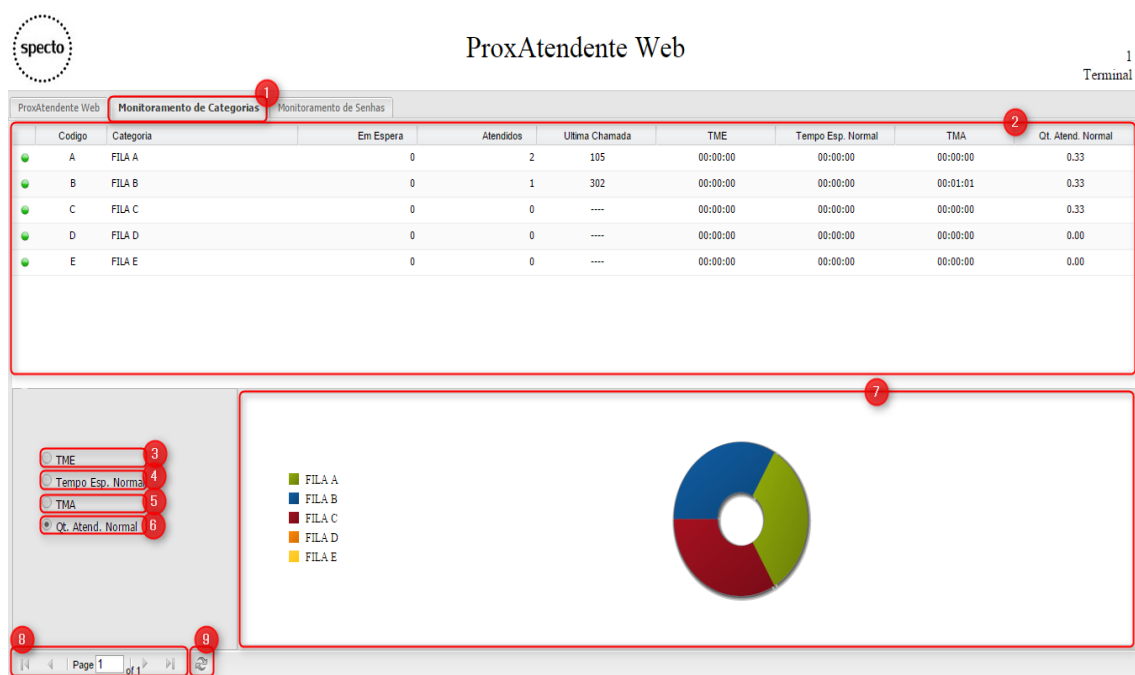 specto
ProxAtendente Web
1
Terminal
1
ProxAtendente Web Monitoramento de Categorias Monitoramento de Senhas
2
Codigo Categoria Em Espera Atendidos Ultima Chamada TME Tempo Esp. Normal TMA Qt. Atend. Normal
A FILA A 0 2 105 00:00:00 00:00:00 00:00:00 0.33
B FILA B 0 1 302 00:00:00 00:00:00 00:01:01 0.33
C FILA C 0 0 ---- 00:00:00 00:00:00 00:00:00 0.33
D FILA D 0 0 ---- 00:00:00 00:00:00 00:00:00 0.00
E FILA E 0 0 ---- 00:00:00 00:00:00 00:00:00 0.00
7
TME 3
Tempo Esp. Normal 4
TMA 5
Qt. Atend. Normal 6
FILA A
FILA B
FILA C
FILA D
FILA E
8 9
Page 1 of 1